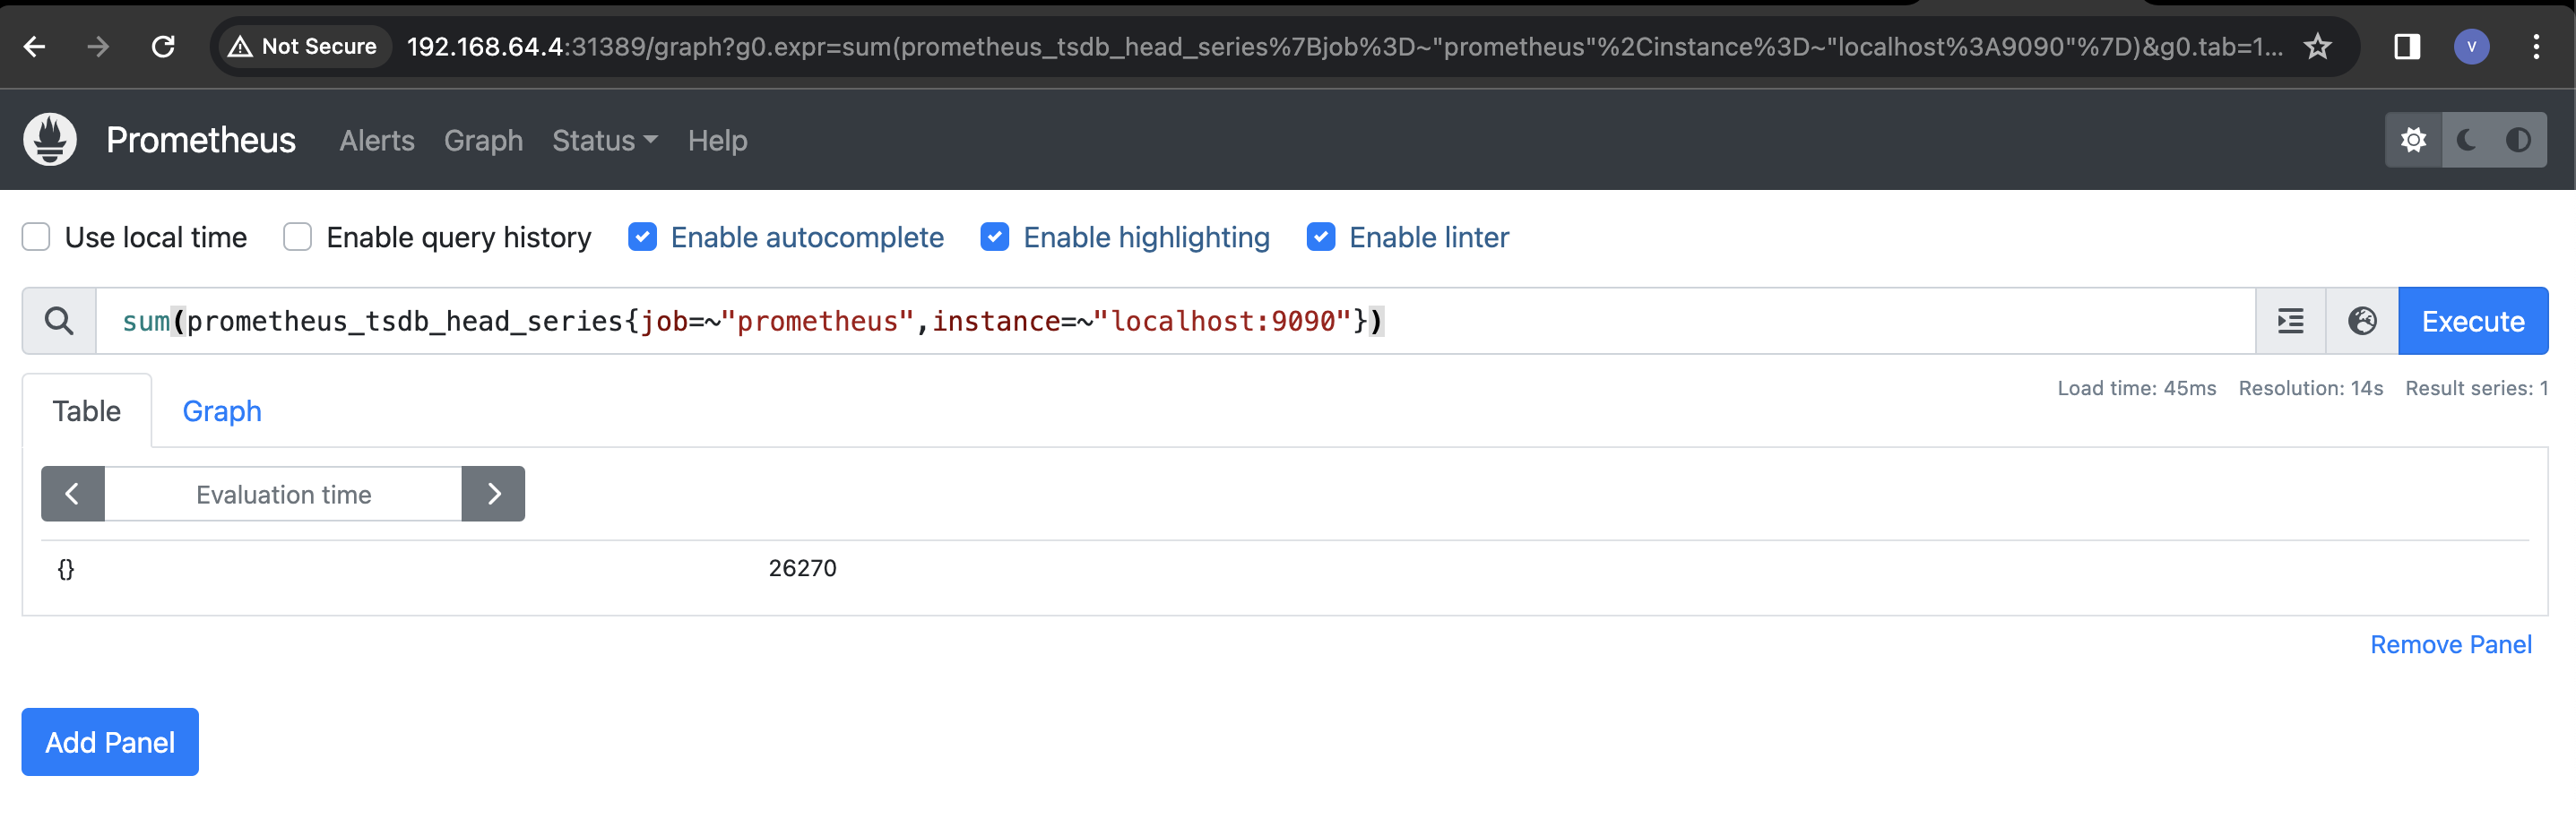 Not Secure 192.168.64.4:31389/graph?g0.expr=sum(prometheus_tsdb_head_series%7Bjob%3D~"prometheus"%2Cinstance%3D~"localhost%3A9090"%7D)&g0.tab=1... V
Prometheus Alerts Graph Status Help
Use local time Enable query history Enable autocomplete Enable highlighting Enable linter
sum(prometheus_tsdb_head_series{job=~"prometheus",instance=~"localhost:9090"}) Execute
Table Graph Load time: 45ms Resolution: 14s Result series: 1
Evaluation time
{} 26270
Remove Panel
Add Panel